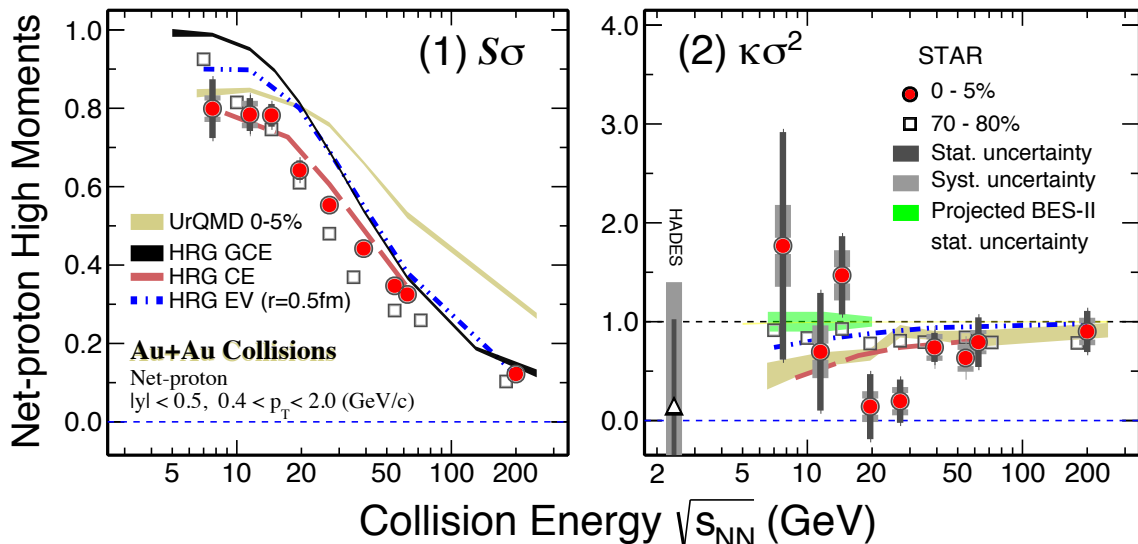 Net-proton High Moments
1.0
0.8
0.6
0.4
0.2
0.0
(1) Sσ
UrQMD 0-5%
HRG GCE
HRG CE
HRG EV (r=0.5fm)
Au+Au Collisions
Net-proton
|y| < 0.5, 0.4 < p_T < 2.0 (GeV/c)
5 10 20 50 100 200
4.0
3.0
2.0
1.0
0.0
(2) κσ²
STAR
0 - 5%
70 - 80%
Stat. uncertainty
Syst. uncertainty
Projected BES-II
stat. uncertainty
HADES
2 5 10 20 50 100 200
Collision Energy √s_NN (GeV)